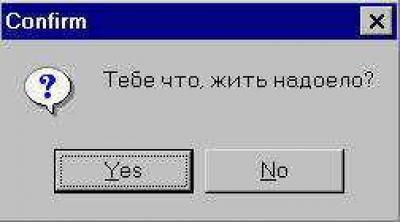 Confirm
?
Тебе что, жить надоело?
Yes
No